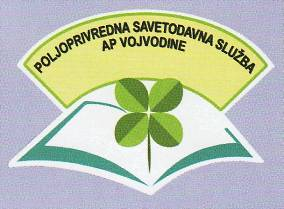 POLJOPRIVREDNA SAVETODAVNA SLUŽBA
AP VOJVODINE